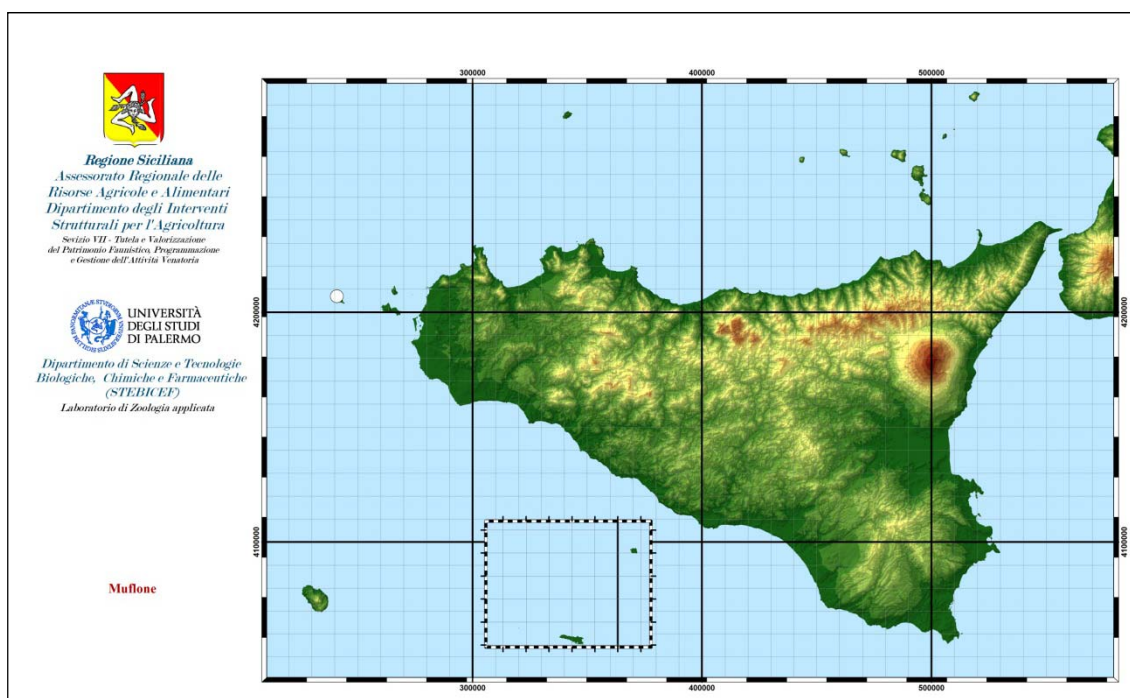 Regione Siciliana
Assessorato Regionale delle
Risorse Agricole e Alimentari
Dipartimento degli Interventi
Strutturali per l'Agricoltura
Sevizio VII - Tutela e Valorizzazione
del Patrimonio Faunistico, Programmazione
e Gestione dell'Attività Venatoria
UNIVERSITÀ
DEGLI STUDI
DI PALERMO
Dipartimento di Scienze e Tecnologie
Biologiche, Chimiche e Farmaceutiche
(STEBICEF)
Laboratorio di Zoologia applicata
Muflone
300000
400000
500000
4200000
4200000
4100000
4100000
300000
400000
500000